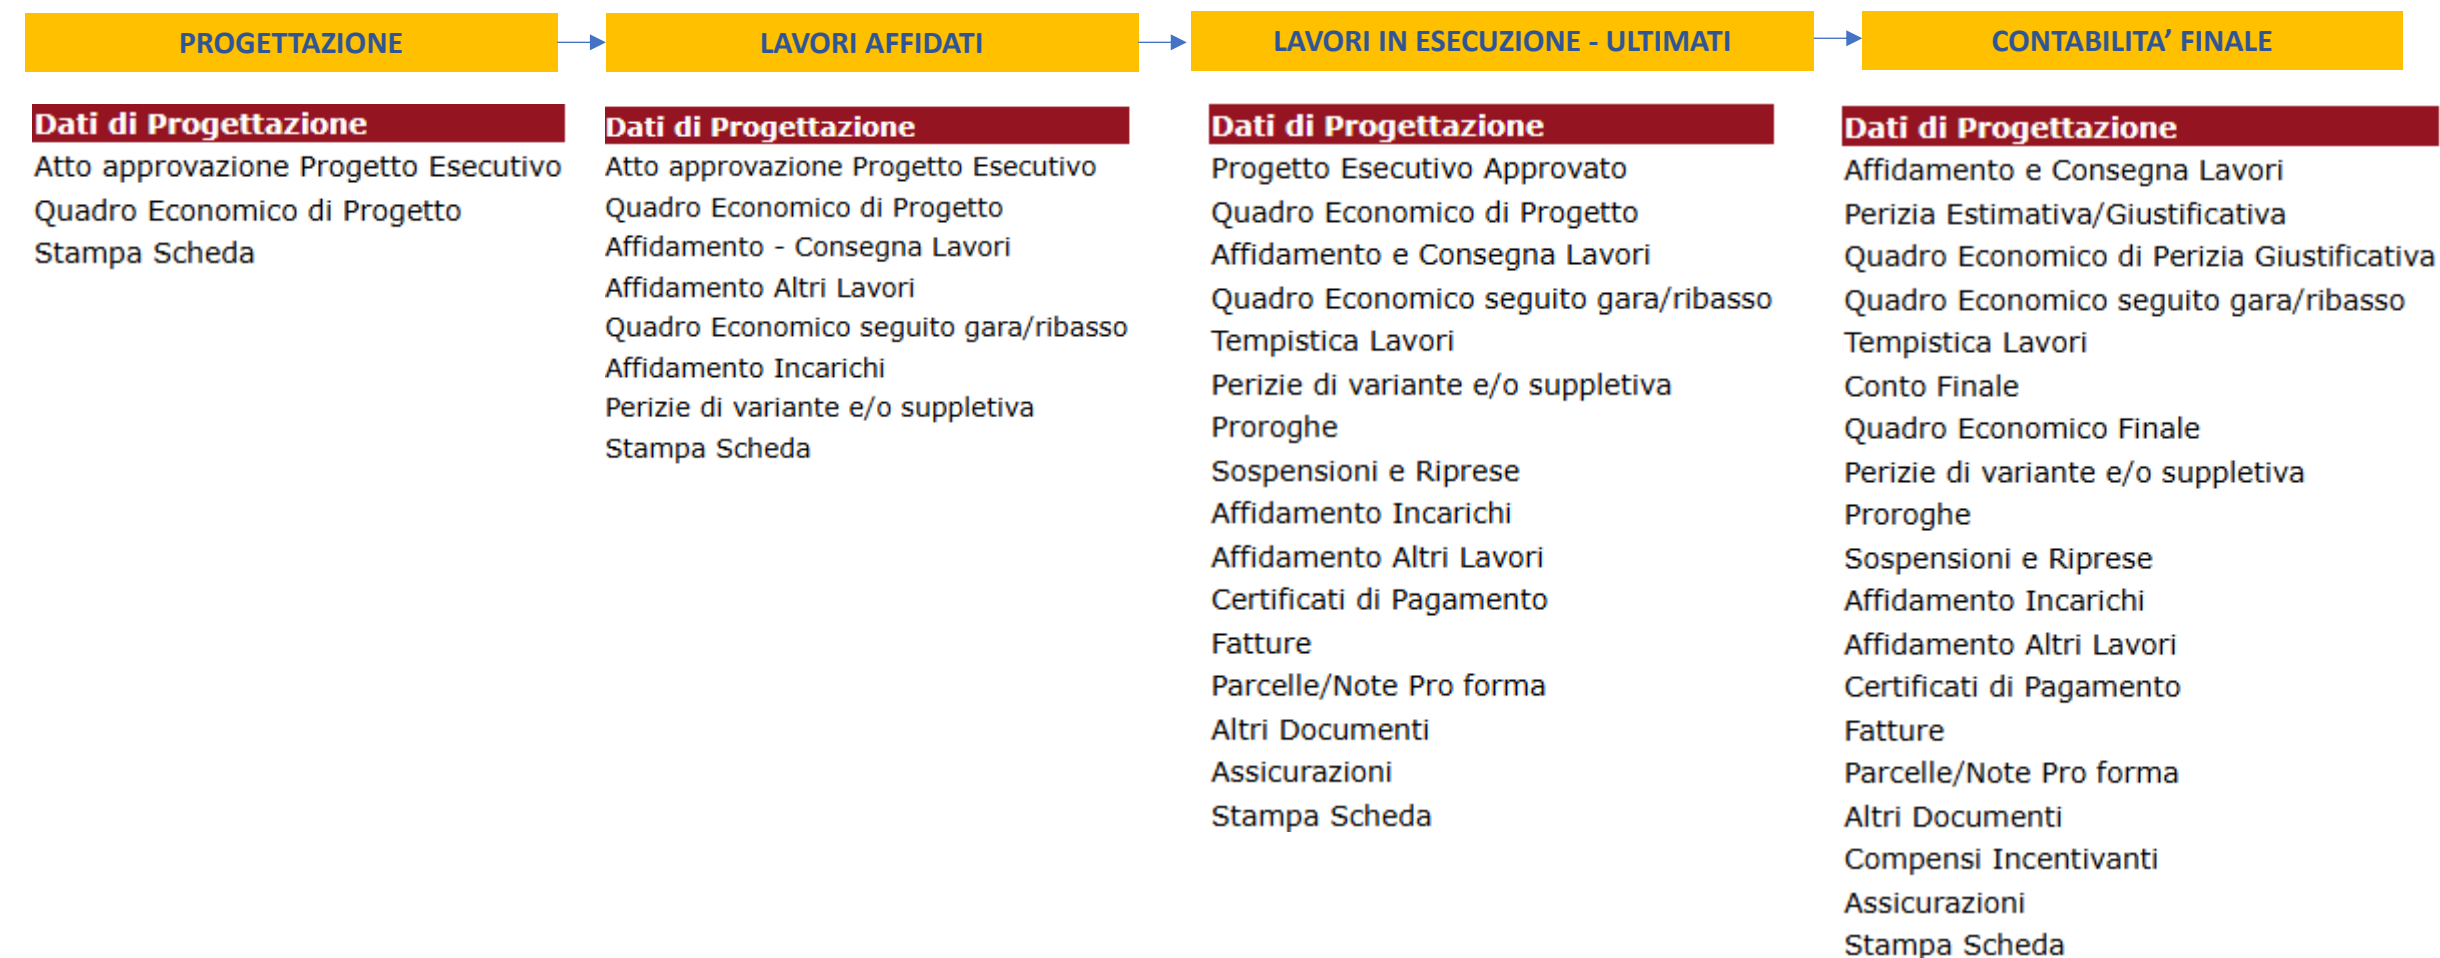 PROGETTAZIONE
LAVORI AFFIDATI
LAVORI IN ESECUZIONE - ULTIMATI
CONTABILITA’ FINALE
Dati di Progettazione
Atto approvazione Progetto Esecutivo
Quadro Economico di Progetto
Stampa Scheda
Dati di Progettazione
Atto approvazione Progetto Esecutivo
Quadro Economico di Progetto
Affidamento - Consegna Lavori
Affidamento Altri Lavori
Quadro Economico seguito gara/ribasso
Affidamento Incarichi
Perizie di variante e/o suppletiva
Stampa Scheda
Dati di Progettazione
Progetto Esecutivo Approvato
Quadro Economico di Progetto
Affidamento e Consegna Lavori
Quadro Economico seguito gara/ribasso
Tempistica Lavori
Perizie di variante e/o suppletiva
Proroghe
Sospensioni e Riprese
Affidamento Incarichi
Affidamento Altri Lavori
Certificati di Pagamento
Fatture
Parcelle/Note Pro forma
Altri Documenti
Assicurazioni
Stampa Scheda
Dati di Progettazione
Affidamento e Consegna Lavori
Perizia Estimativa/Giustificativa
Quadro Economico di Perizia Giustificativa
Quadro Economico seguito gara/ribasso
Tempistica Lavori
Conto Finale
Quadro Economico Finale
Perizie di variante e/o suppletiva
Proroghe
Sospensioni e Riprese
Affidamento Incarichi
Affidamento Altri Lavori
Certificati di Pagamento
Fatture
Parcelle/Note Pro forma
Altri Documenti
Compensi Incentivanti
Assicurazioni
Stampa Scheda